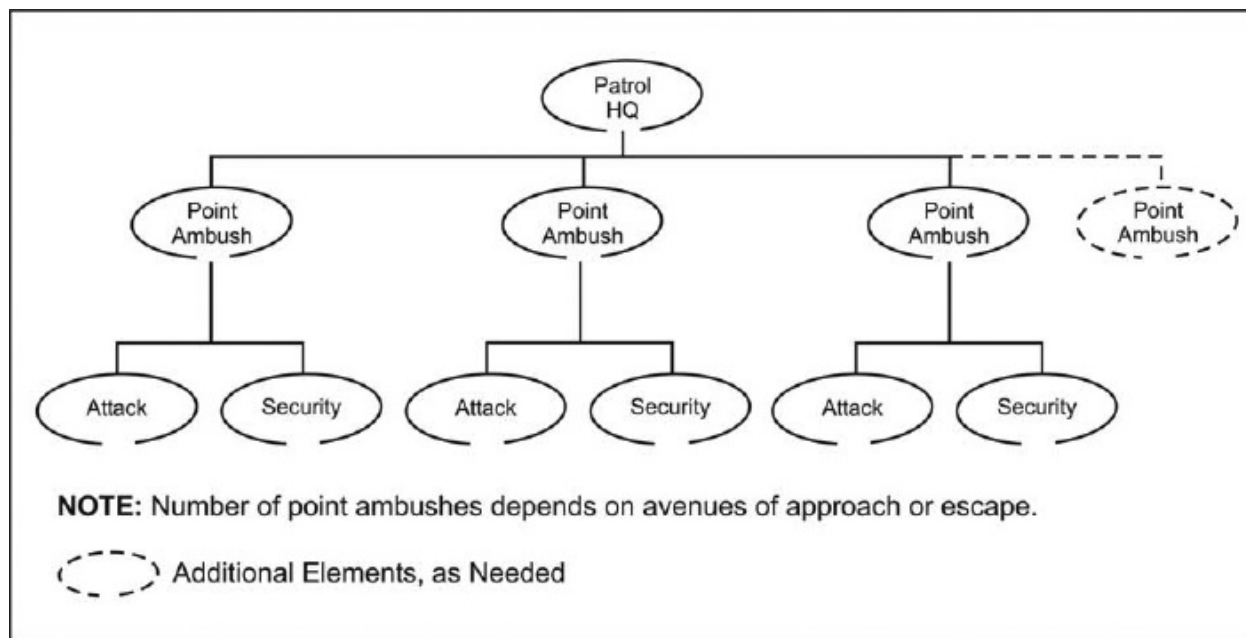 Patrol
HQ
Point
Ambush
Point
Ambush
Point
Ambush
Point
Ambush
Attack
Security
Attack
Security
Attack
Security
NOTE: Number of point ambushes depends on avenues of approach or escape.
Additional Elements, as Needed